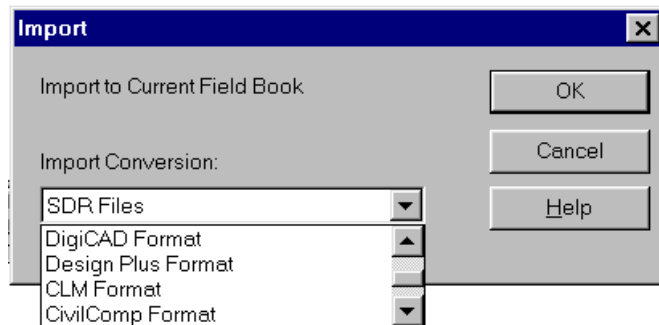 Import
Import to Current Field Book
OK
Import Conversion:
Cancel
SDR Files
Help
DigiCAD Format
Design Plus Format
CLM Format
CivilComp Format